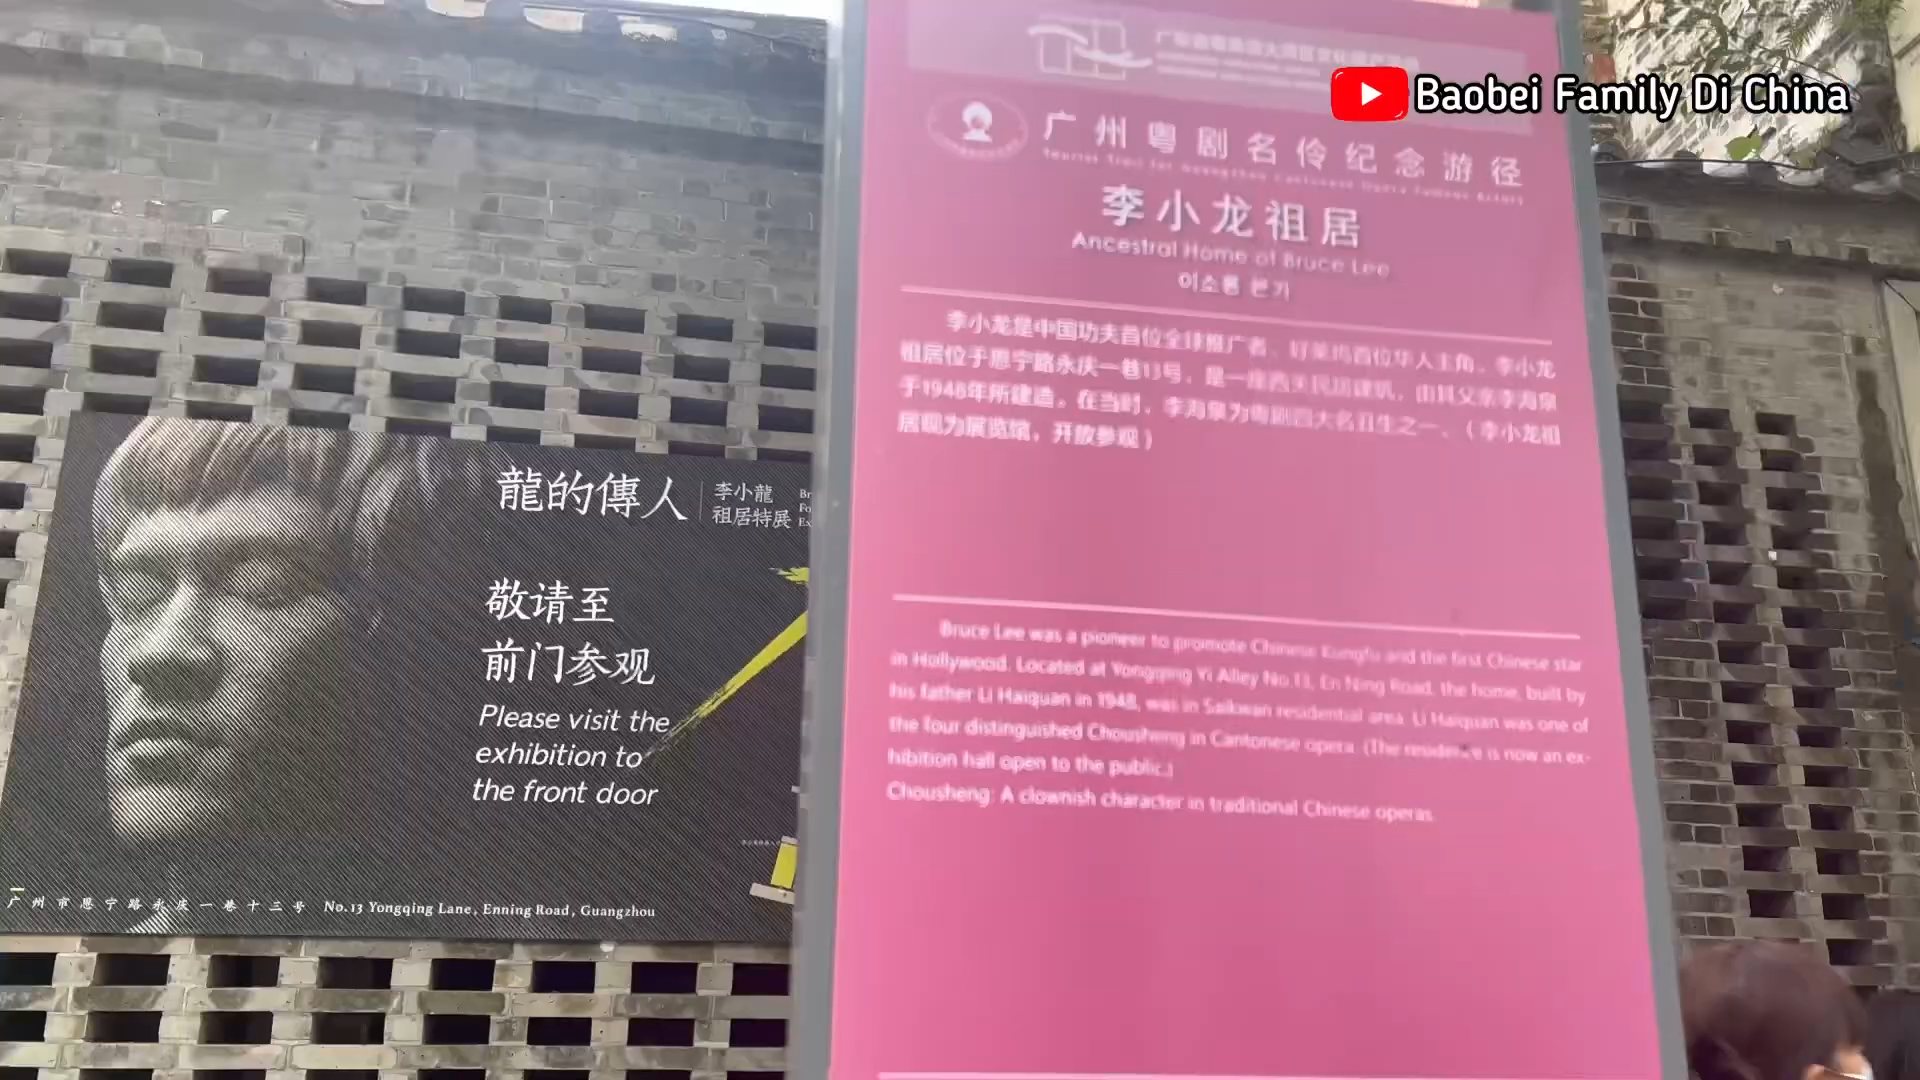 Baobei Family Di China
广州粤剧名伶纪念游径
Tourist Trail for Guangzhou Cantonese Opera Famous Actors
李小龙祖居
Ancestral Home of Bruce Lee
이소룡 본가
李小龙是中国功夫首位全球推广者、好莱坞首位华人主角。李小龙
祖居位于恩宁路永庆一巷13号，是一座西关民居建筑，由其父亲李海泉
于1948年所建造。在当时，李海泉为粤剧四大名丑生之一。（李小龙祖
居现为展览馆，开放参观）
Bruce Lee was a pioneer to promote Chinese Kungfu and the first Chinese star
in Hollywood. Located at Yongqing Yi Alley No.13, En Ning Road, the home, built by
his father Li Haiquan in 1948, was in Saikwan residential area. Li Haiquan was one of
the four distinguished Chousheng in Cantonese opera. (The residence is now an ex-
hibition hall open to the public.)
Chousheng: A clownish character in traditional Chinese operas.
龍的傳人
李小龍
祖居特展
敬请至
前门参观
Please visit the
exhibition to
the front door
广州市恩宁路永庆一巷十三号 No.13 Yongqing Lane, Enning Road, Guangzhou